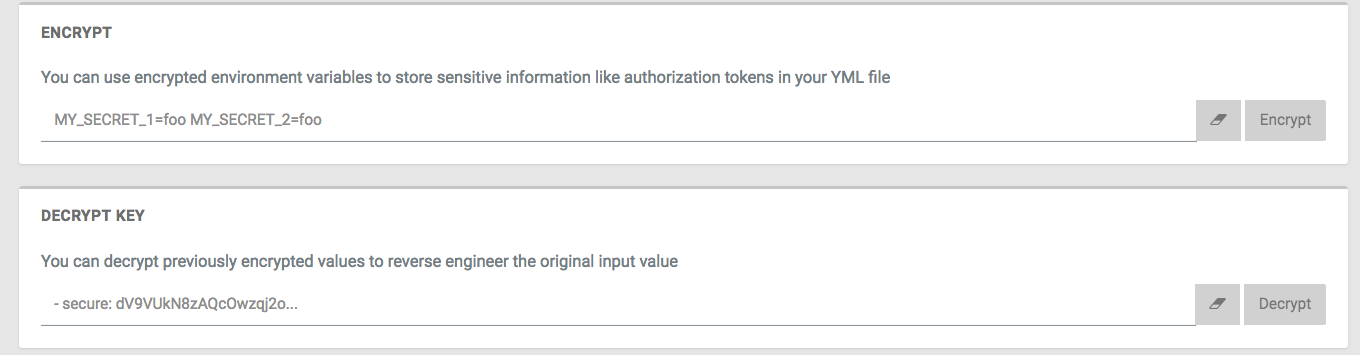 ENCRYPT
You can use encrypted environment variables to store sensitive information like authorization tokens in your YML file
MY_SECRET_1=foo MY_SECRET_2=foo
Encrypt
DECRYPT KEY
You can decrypt previously encrypted values to reverse engineer the original input value
- secure: dV9VUkN8zAQcOwzqj2o...
Decrypt